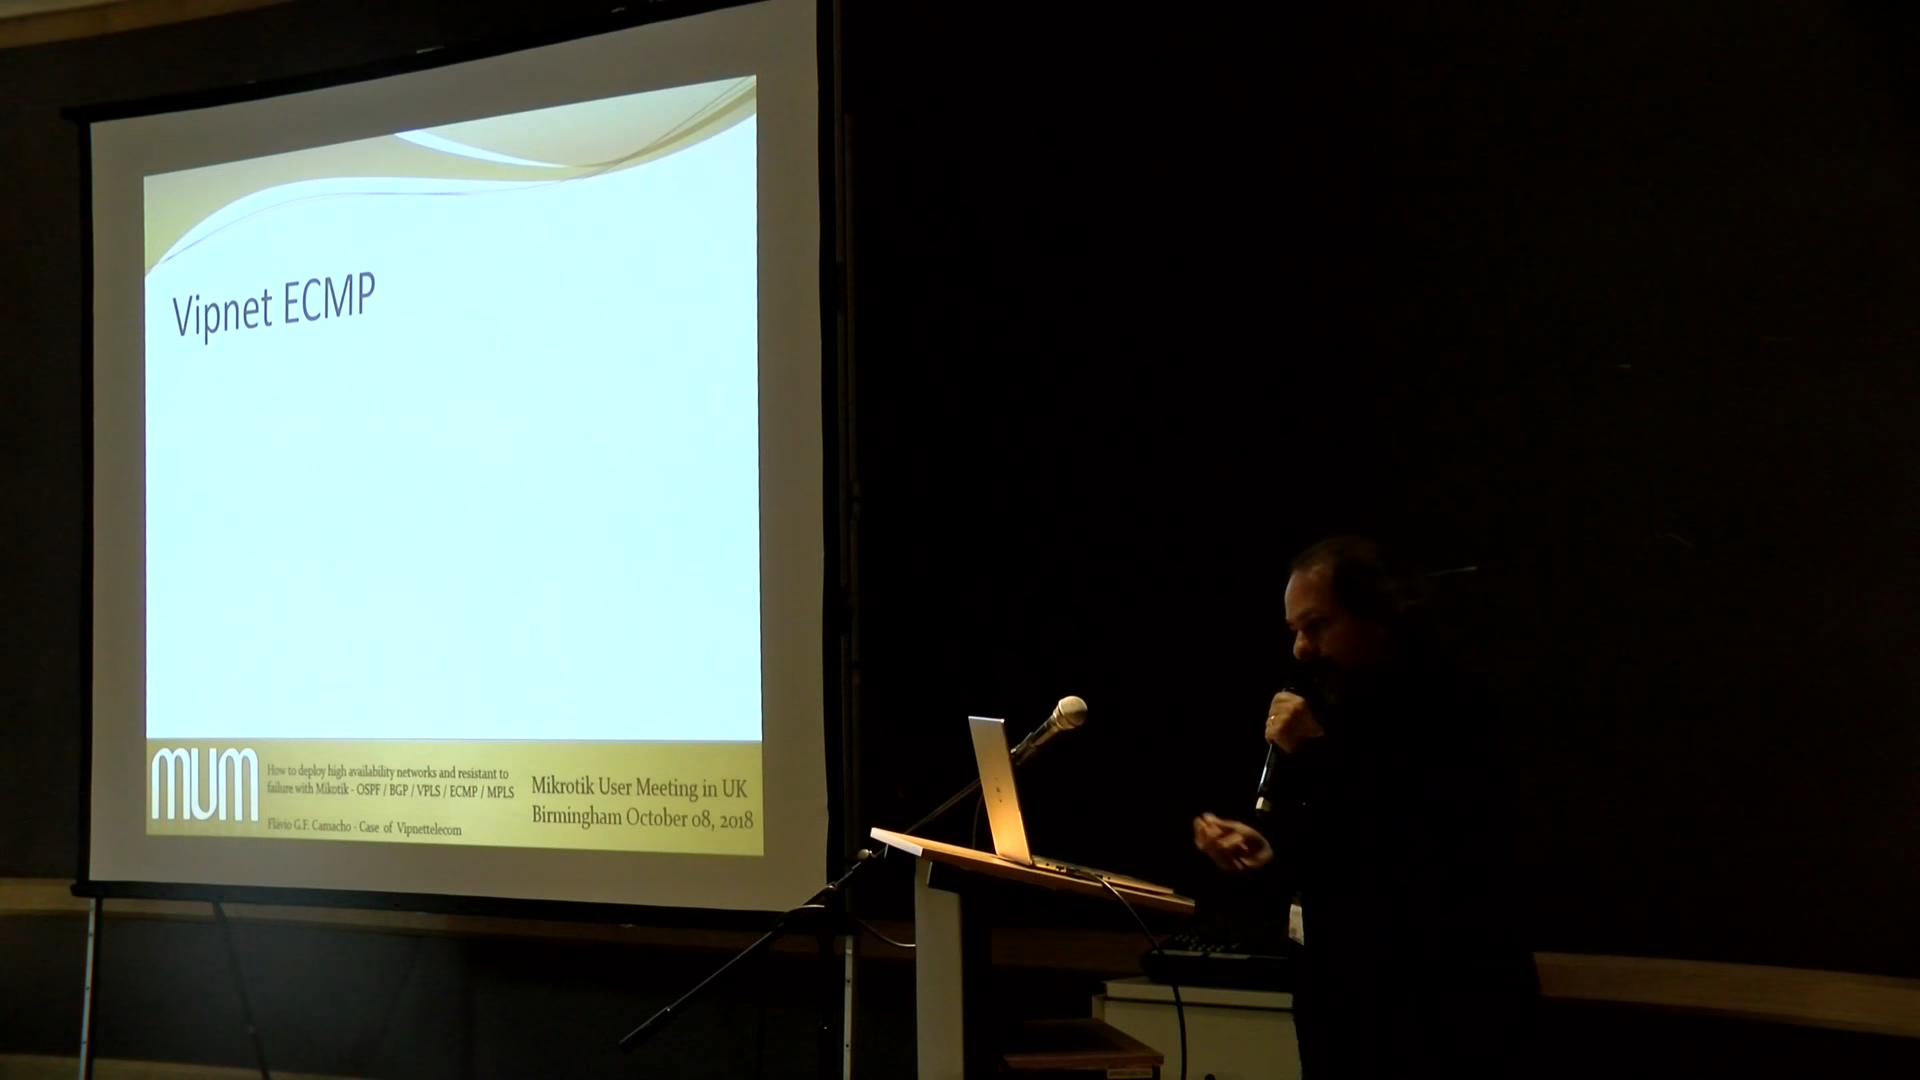 Vipnet ECMP
mum
How to deploy high availability networks and resistant to
failure with Mikotik - OSPF / BGP / VPLS / ECMP / MPLS
Flávio G.F. Camacho - Case of Vipnettelecom
Mikrotik User Meeting in UK
Birmingham October 08, 2018